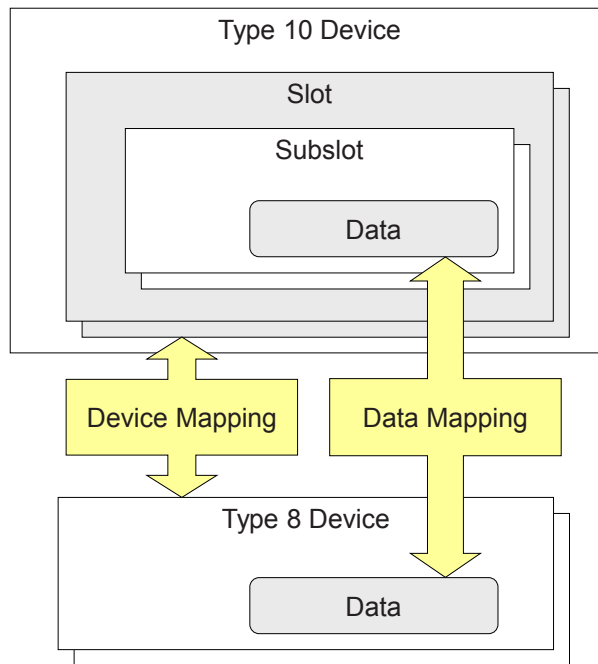 Type 10 Device
Slot
Subslot
Data
Device Mapping
Data Mapping
Type 8 Device
Data